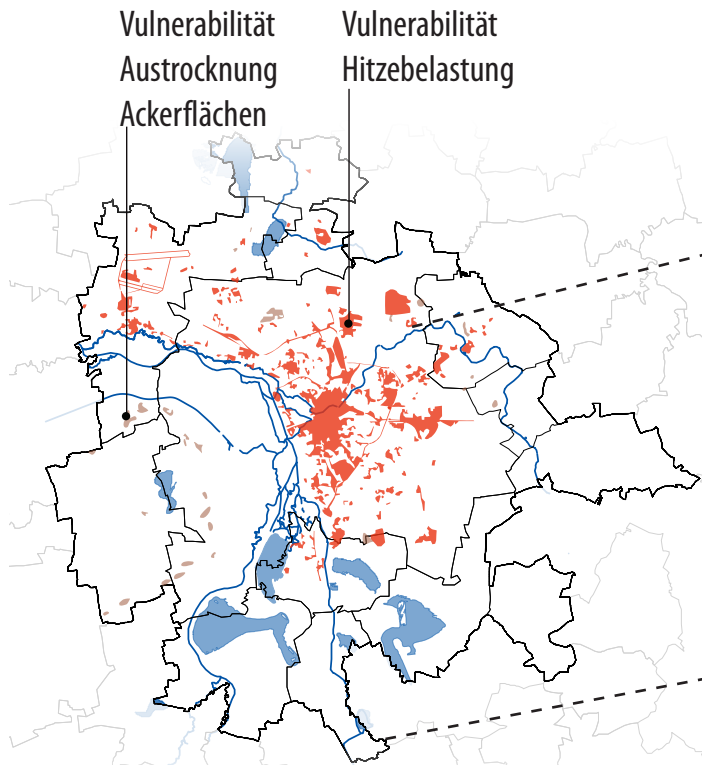 Vulnerabilität
Austrocknung
Ackerflächen
Vulnerabilität
Hitzebelastung